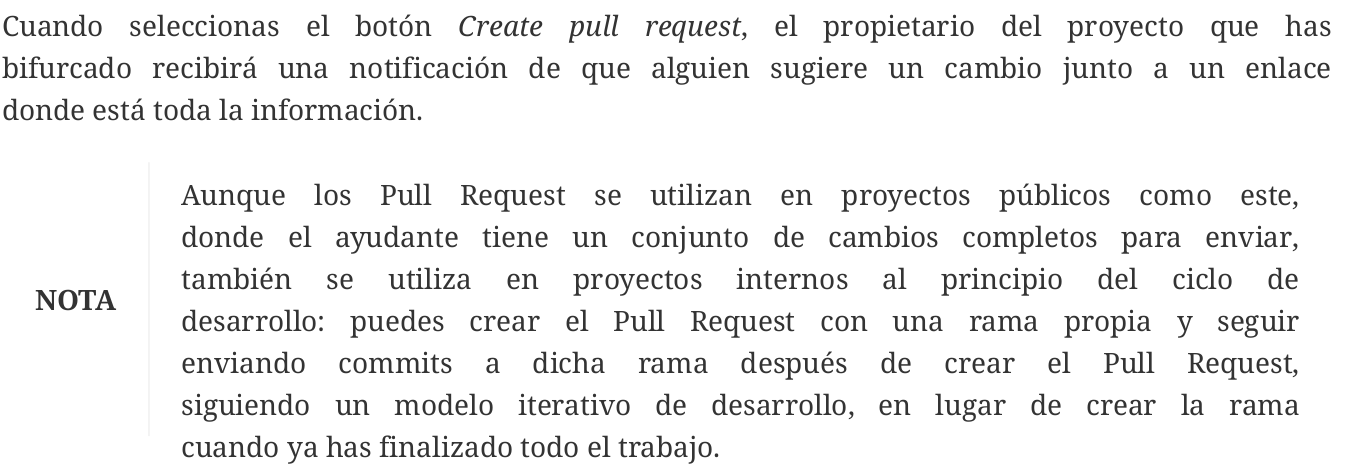 Cuando seleccionas el botón Create pull request, el propietario del proyecto que has
bifurcado recibirá una notificación de que alguien sugiere un cambio junto a un enlace
donde está toda la información.
Aunque los Pull Request se utilizan en proyectos públicos como este,
donde el ayudante tiene un conjunto de cambios completos para enviar,
también se utiliza en proyectos internos al principio del ciclo de
NOTA
desarrollo: puedes crear el Pull Request con una rama propia y seguir
enviando commits a dicha rama después de crear el Pull Request,
siguiendo un modelo iterativo de desarrollo, en lugar de crear la rama
cuando ya has finalizado todo el trabajo.